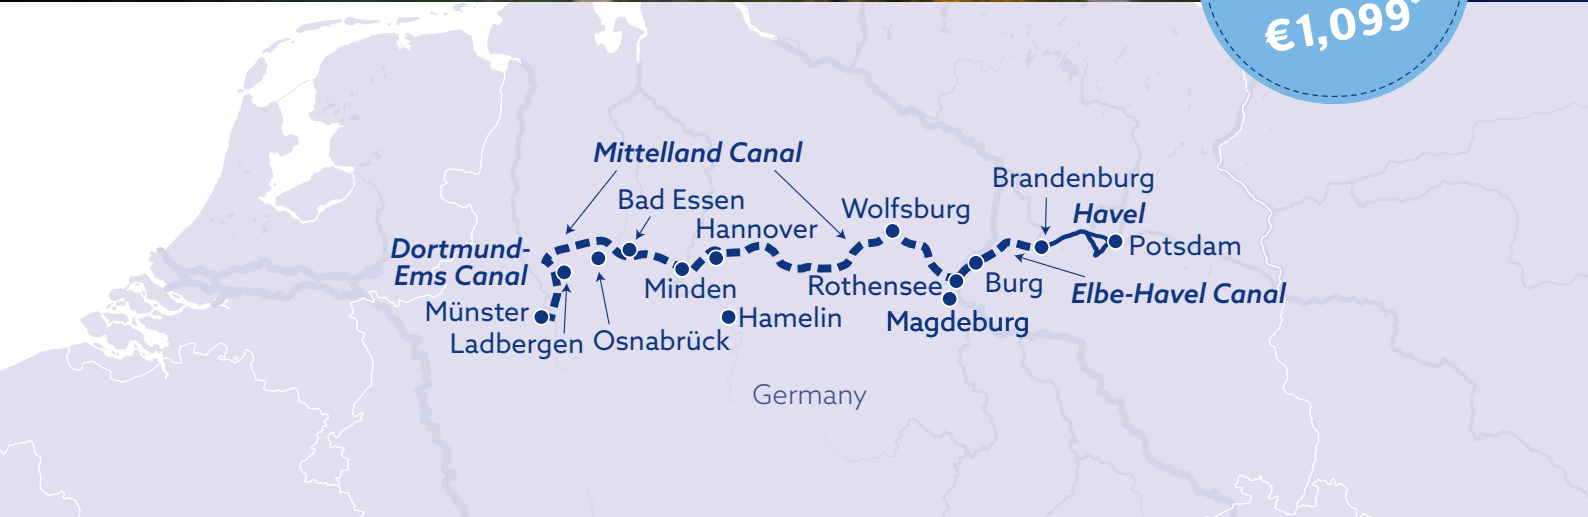 €1,099*
Mittelland Canal
Brandenburg
Bad Essen
Wolfsburg
Havel
Hannover
Dortmund-
Ems Canal
Potsdam
Minden
Rothensee
Burg
Elbe-Havel Canal
Münster
Hamelin
Magdeburg
Ladbergen
Osnabrück
Germany